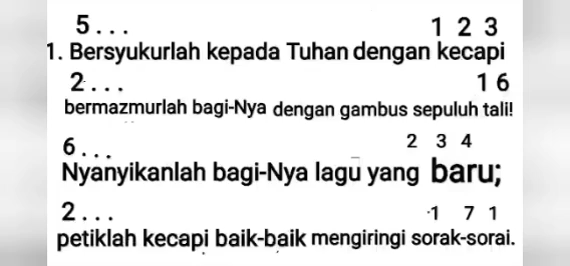 5 . . . 1 2 3
1. Bersyukurlah kepada Tuhan dengan kecapi
2 . . . 1 6
bermazmurlah bagi-Nya dengan gambus sepuluh tali!
6 . . . 2 3 4
Nyanyikanlah bagi-Nya lagu yang baru;
2 . . . 1 7 1
petiklah kecapi baik-baik mengiringi sorak-sorai.